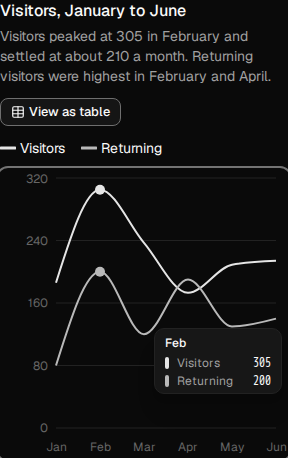 Visitors, January to June
Visitors peaked at 305 in February and
settled at about 210 a month. Returning
visitors were highest in February and April.
View as table
Visitors Returning
320
240
160
80
0
Feb
Visitors 305
Returning 200
Jan Feb Mar Apr May Jun